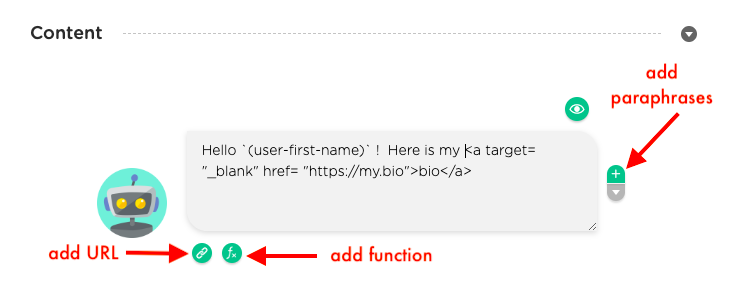 Content
add
paraphrases
Hello `(user-first-name)` !  Here is my <a target=
"_blank" href= "https://my.bio">bio</a>
add URL
fx
add function